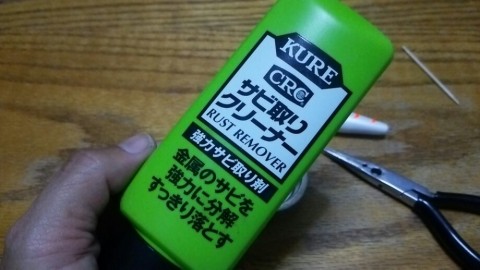 KURE
CRC
サビ取り
クリーナー
RUST REMOVER
強力サビ取り剤
金属のサビを
強力に分解
すっきり落とす